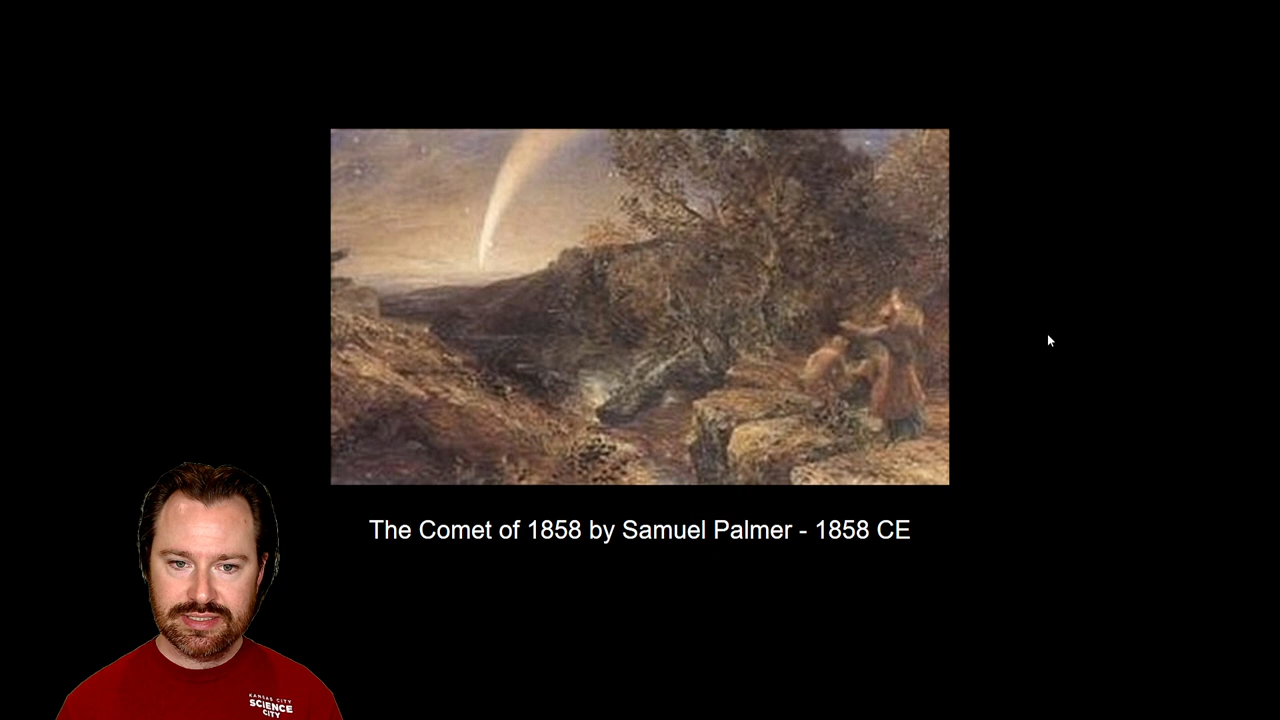 The Comet of 1858 by Samuel Palmer - 1858 CE
KANSAS CITY
SCIENCE
CITY